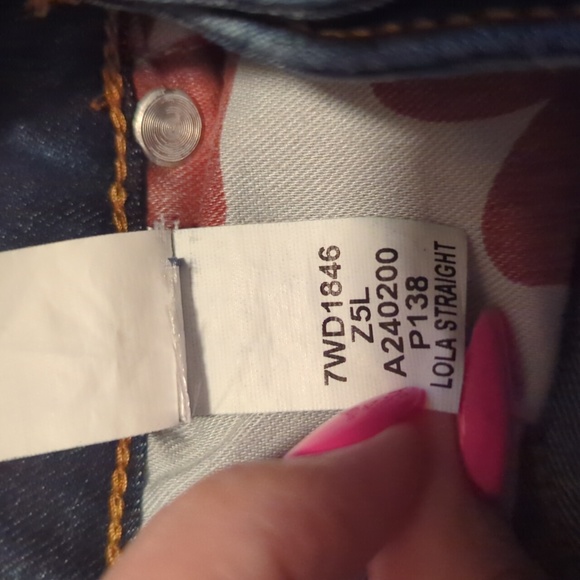 7WD1846
Z5L
A240200
P138
LOLA STRAIGHT